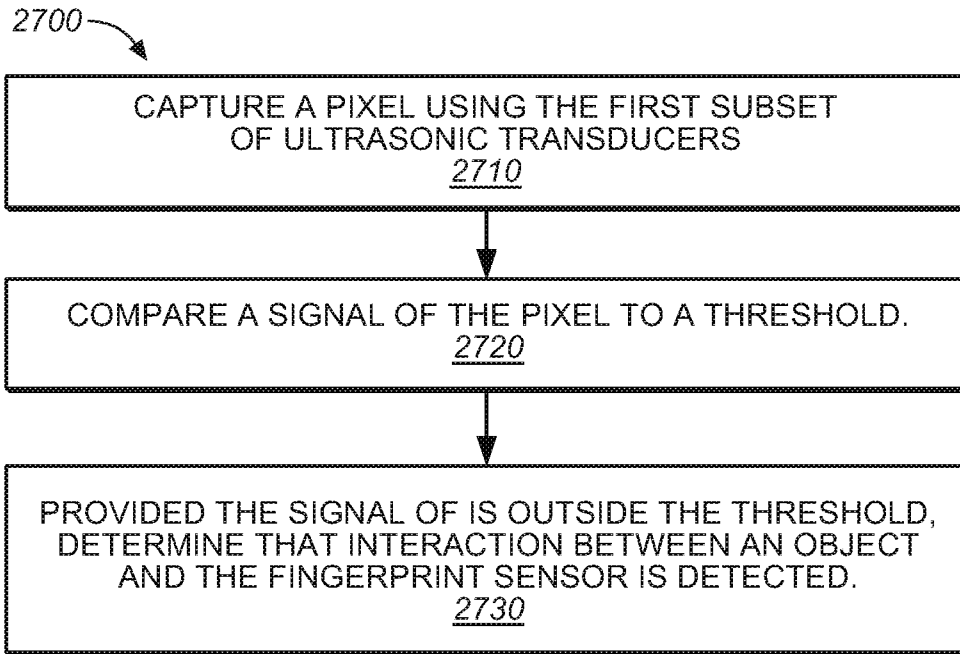 2700
CAPTURE A PIXEL USING THE FIRST SUBSET
OF ULTRASONIC TRANSDUCERS
2710
COMPARE A SIGNAL OF THE PIXEL TO A THRESHOLD.
2720
PROVIDED THE SIGNAL OF IS OUTSIDE THE THRESHOLD,
DETERMINE THAT INTERACTION BETWEEN AN OBJECT
AND THE FINGERPRINT SENSOR IS DETECTED.
2730